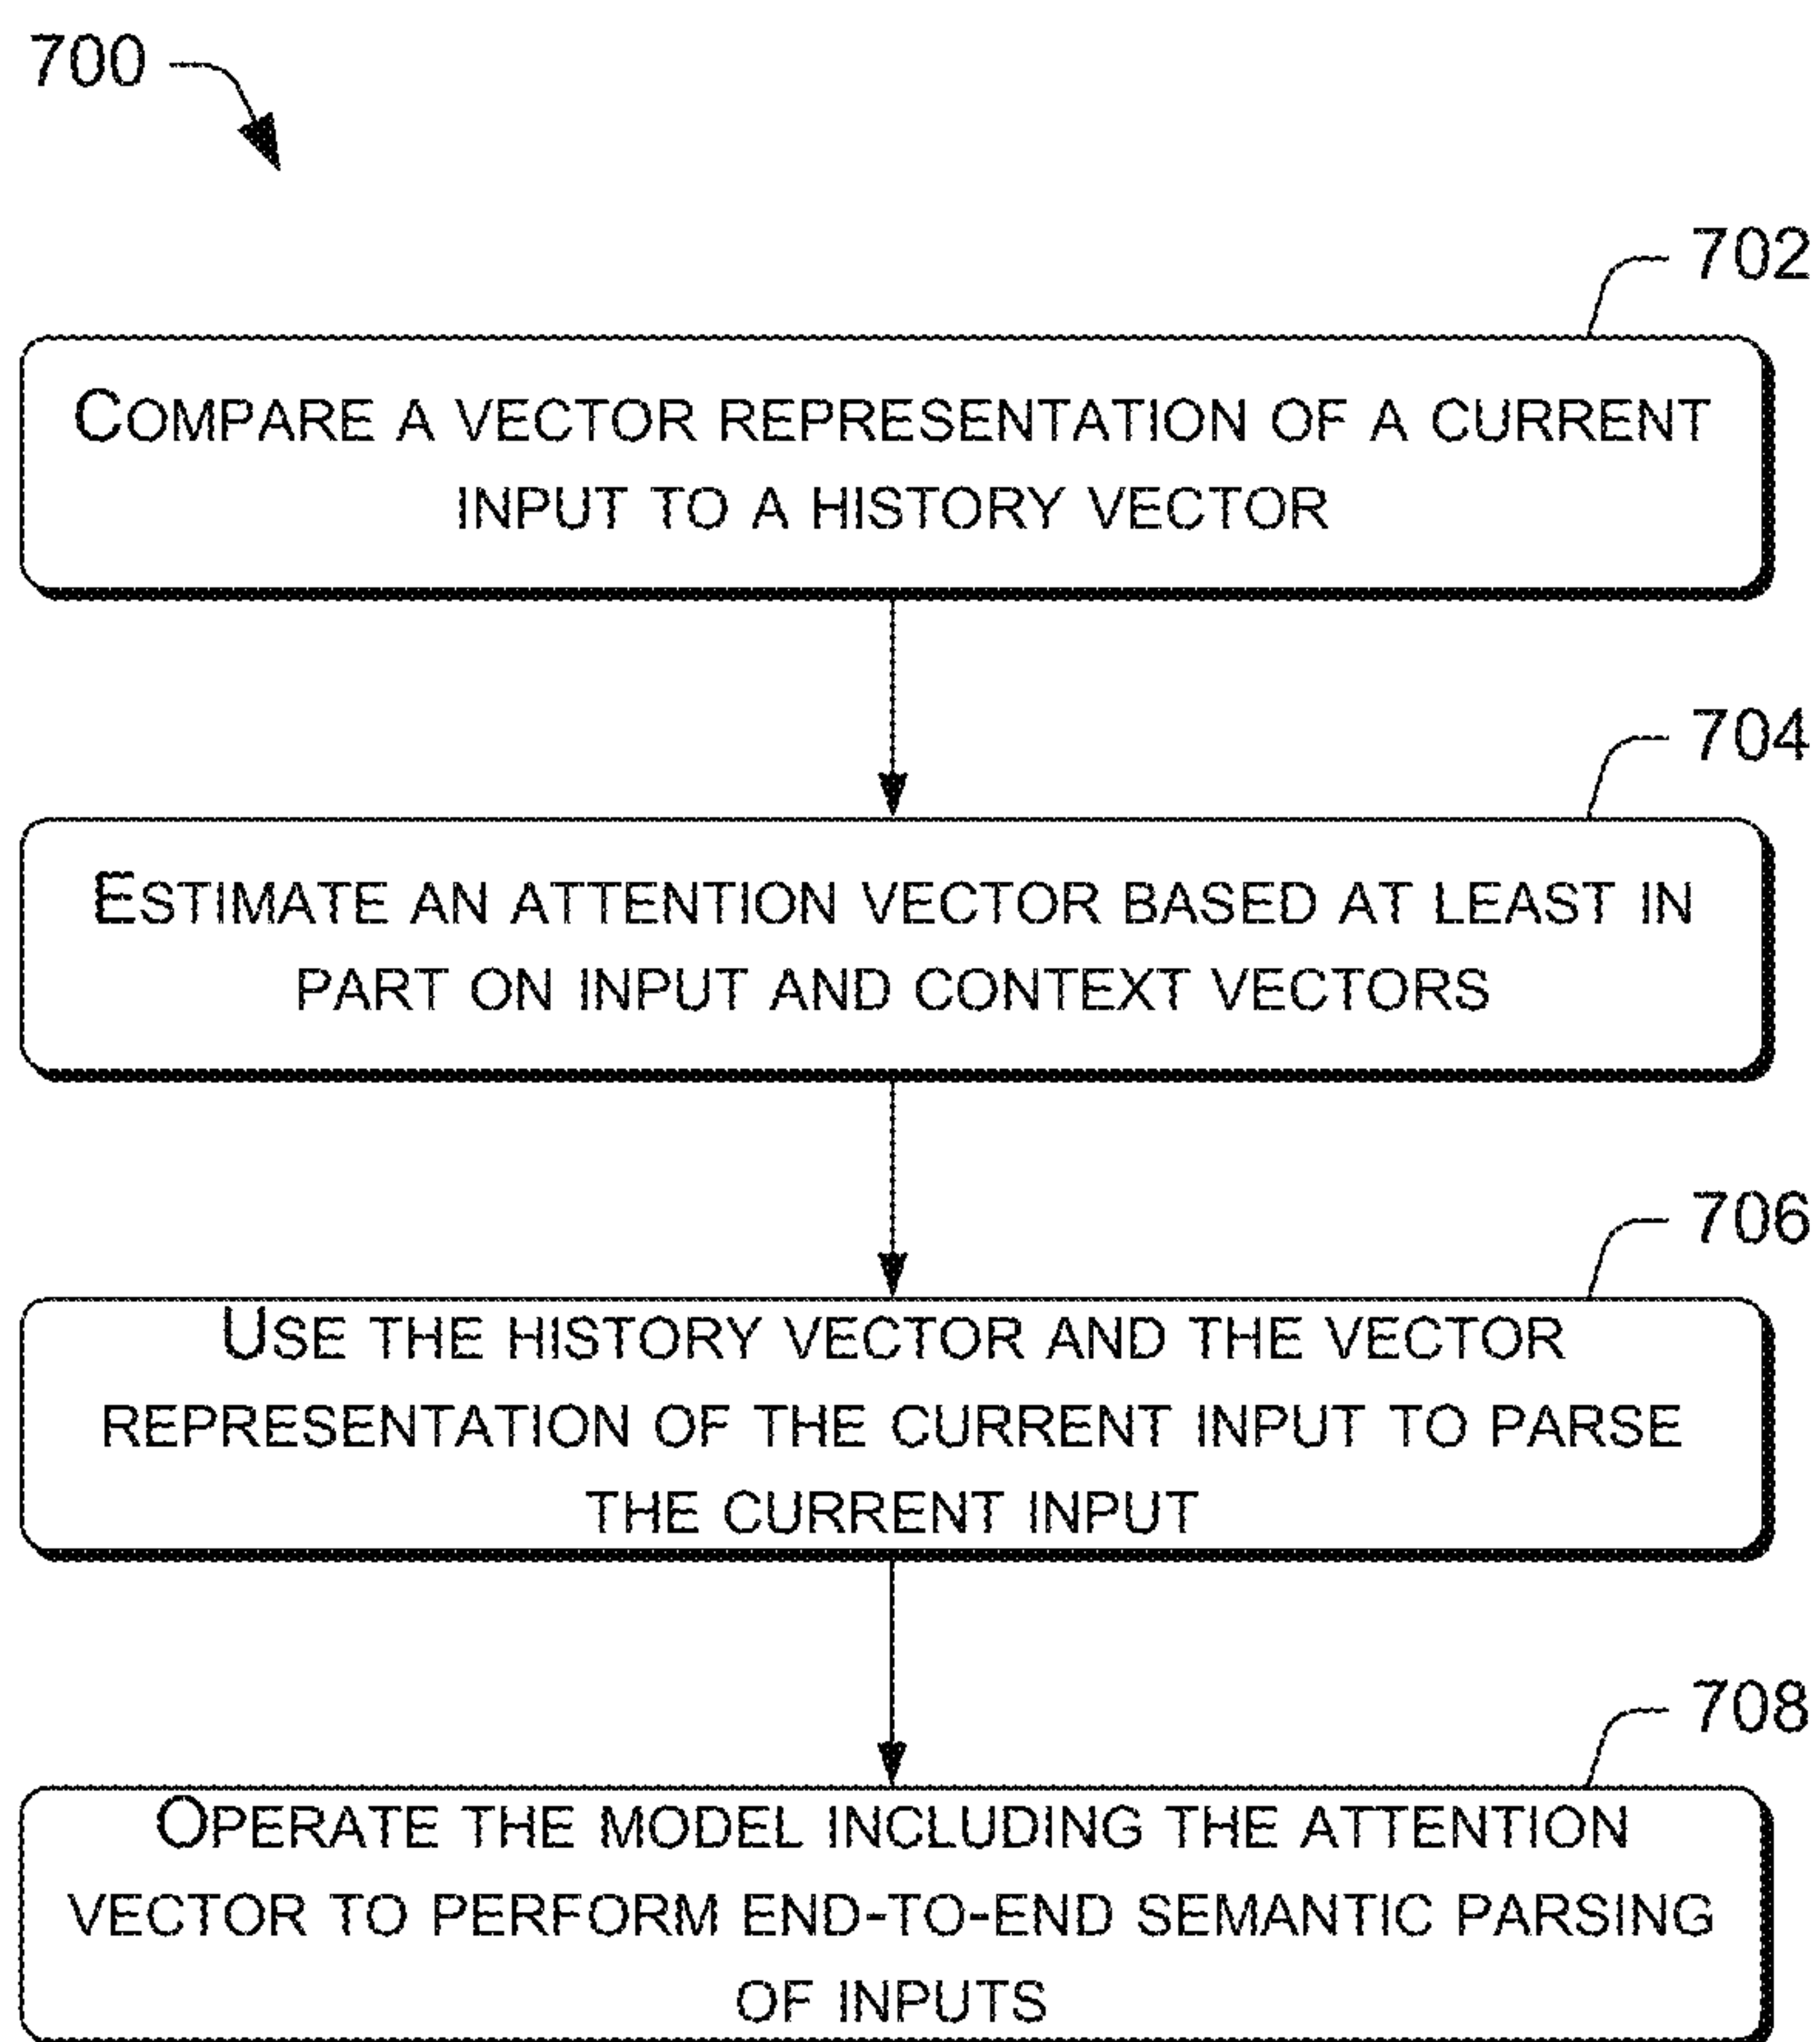 700
702
COMPARE A VECTOR REPRESENTATION OF A CURRENT
INPUT TO A HISTORY VECTOR
704
ESTIMATE AN ATTENTION VECTOR BASED AT LEAST IN
PART ON INPUT AND CONTEXT VECTORS
706
USE THE HISTORY VECTOR AND THE VECTOR
REPRESENTATION OF THE CURRENT INPUT TO PARSE
THE CURRENT INPUT
708
OPERATE THE MODEL INCLUDING THE ATTENTION
VECTOR TO PERFORM END-TO-END SEMANTIC PARSING
OF INPUTS